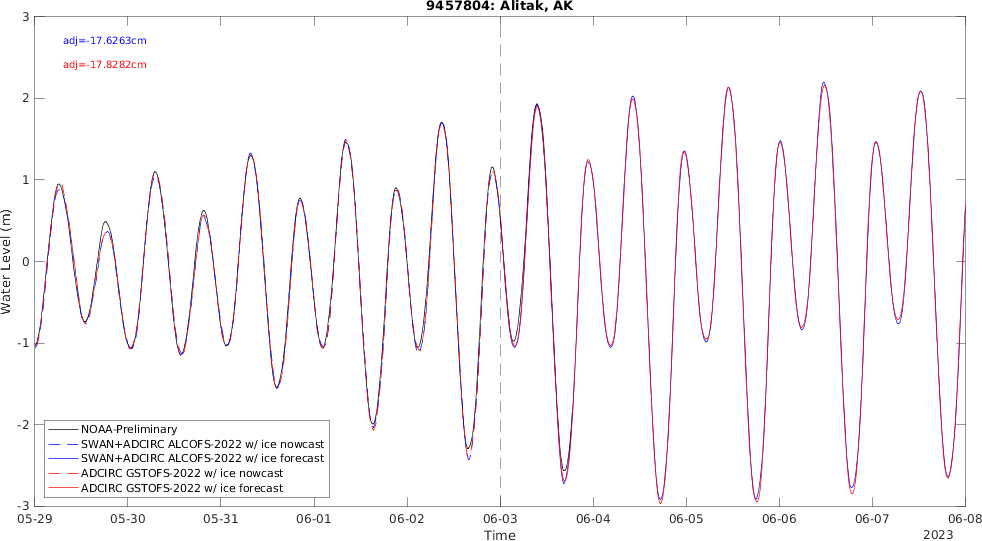 9457804: Alitak, AK
adj=-17.6263cm
adj=-17.8282cm
Water Level (m)
3
2
1
0
-1
-2
-3
NOAA-Preliminary
SWAN+ADCIRC ALCOFS-2022 w/ ice nowcast
SWAN+ADCIRC ALCOFS-2022 w/ ice forecast
ADCIRC GSTOFS-2022 w/ ice nowcast
ADCIRC GSTOFS-2022 w/ ice forecast
05-29 05-30 05-31 06-01 06-02 06-03 06-04 06-05 06-06 06-07 06-08
Time
2023